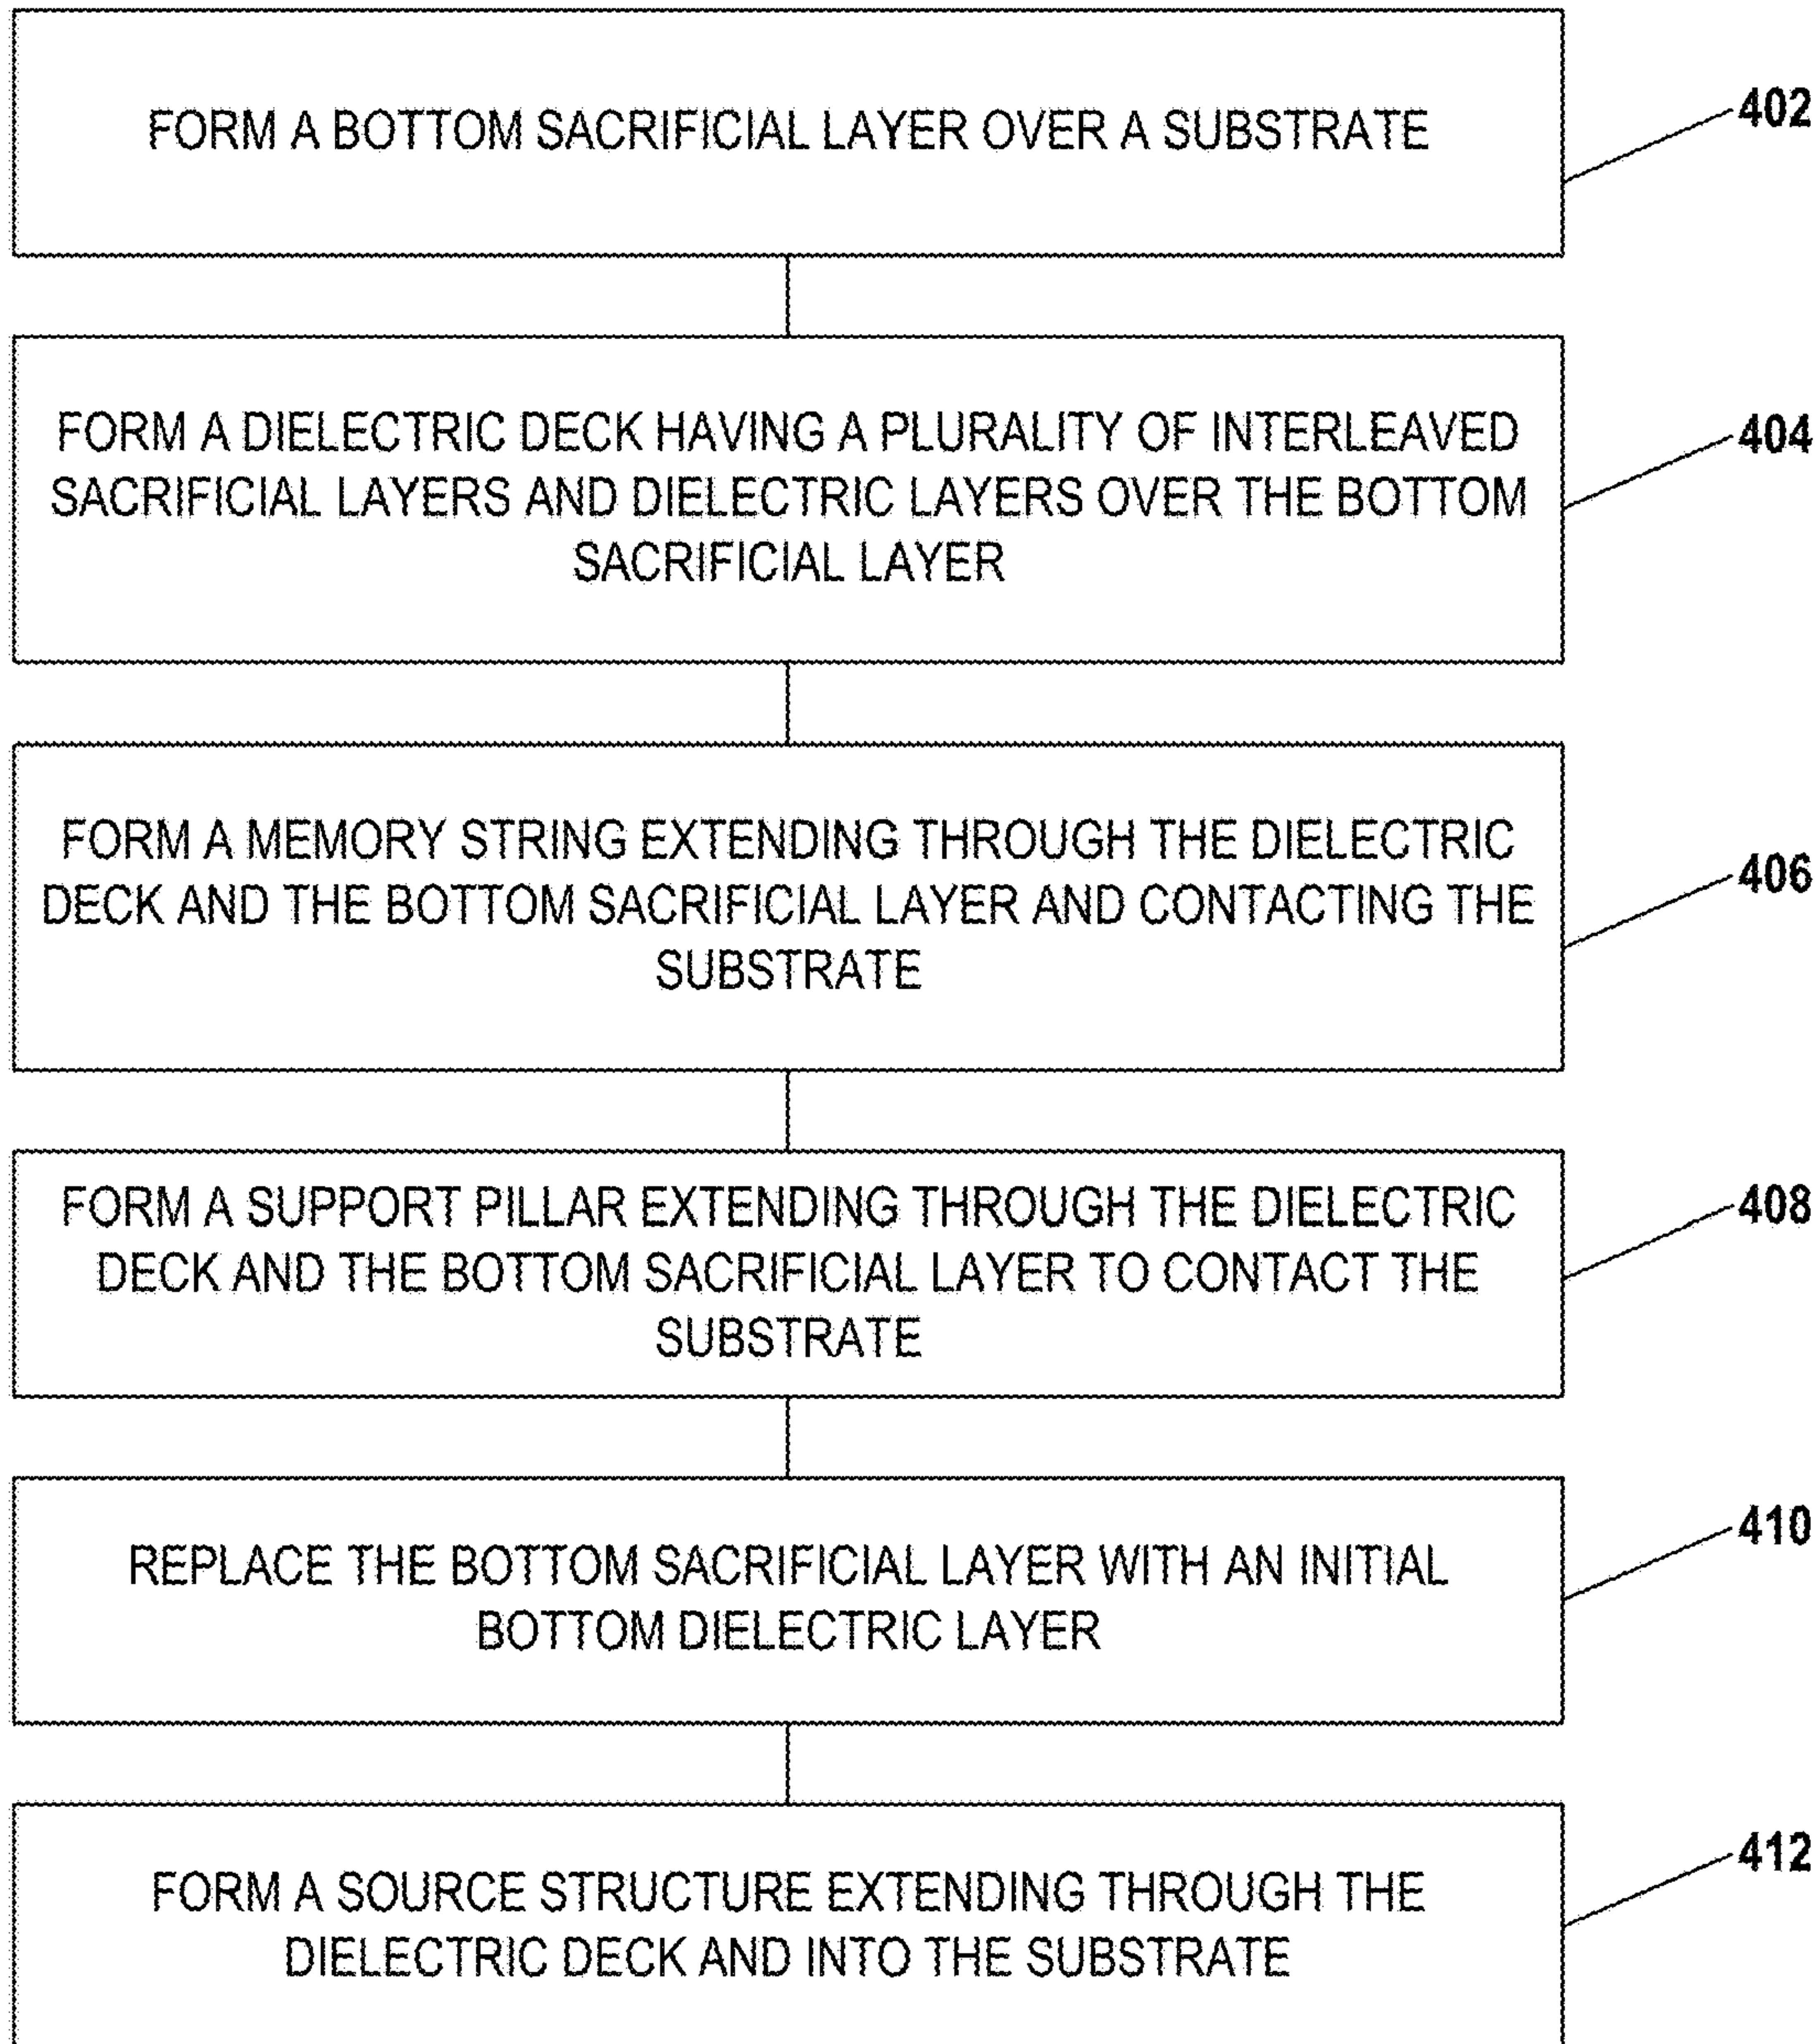 FORM A BOTTOM SACRIFICIAL LAYER OVER A SUBSTRATE
402
FORM A DIELECTRIC DECK HAVING A PLURALITY OF INTERLEAVED
SACRIFICIAL LAYERS AND DIELECTRIC LAYERS OVER THE BOTTOM
SACRIFICIAL LAYER
404
FORM A MEMORY STRING EXTENDING THROUGH THE DIELECTRIC
DECK AND THE BOTTOM SACRIFICIAL LAYER AND CONTACTING THE
SUBSTRATE
406
FORM A SUPPORT PILLAR EXTENDING THROUGH THE DIELECTRIC
DECK AND THE BOTTOM SACRIFICIAL LAYER TO CONTACT THE
SUBSTRATE
408
REPLACE THE BOTTOM SACRIFICIAL LAYER WITH AN INITIAL
BOTTOM DIELECTRIC LAYER
410
FORM A SOURCE STRUCTURE EXTENDING THROUGH THE
DIELECTRIC DECK AND INTO THE SUBSTRATE
412